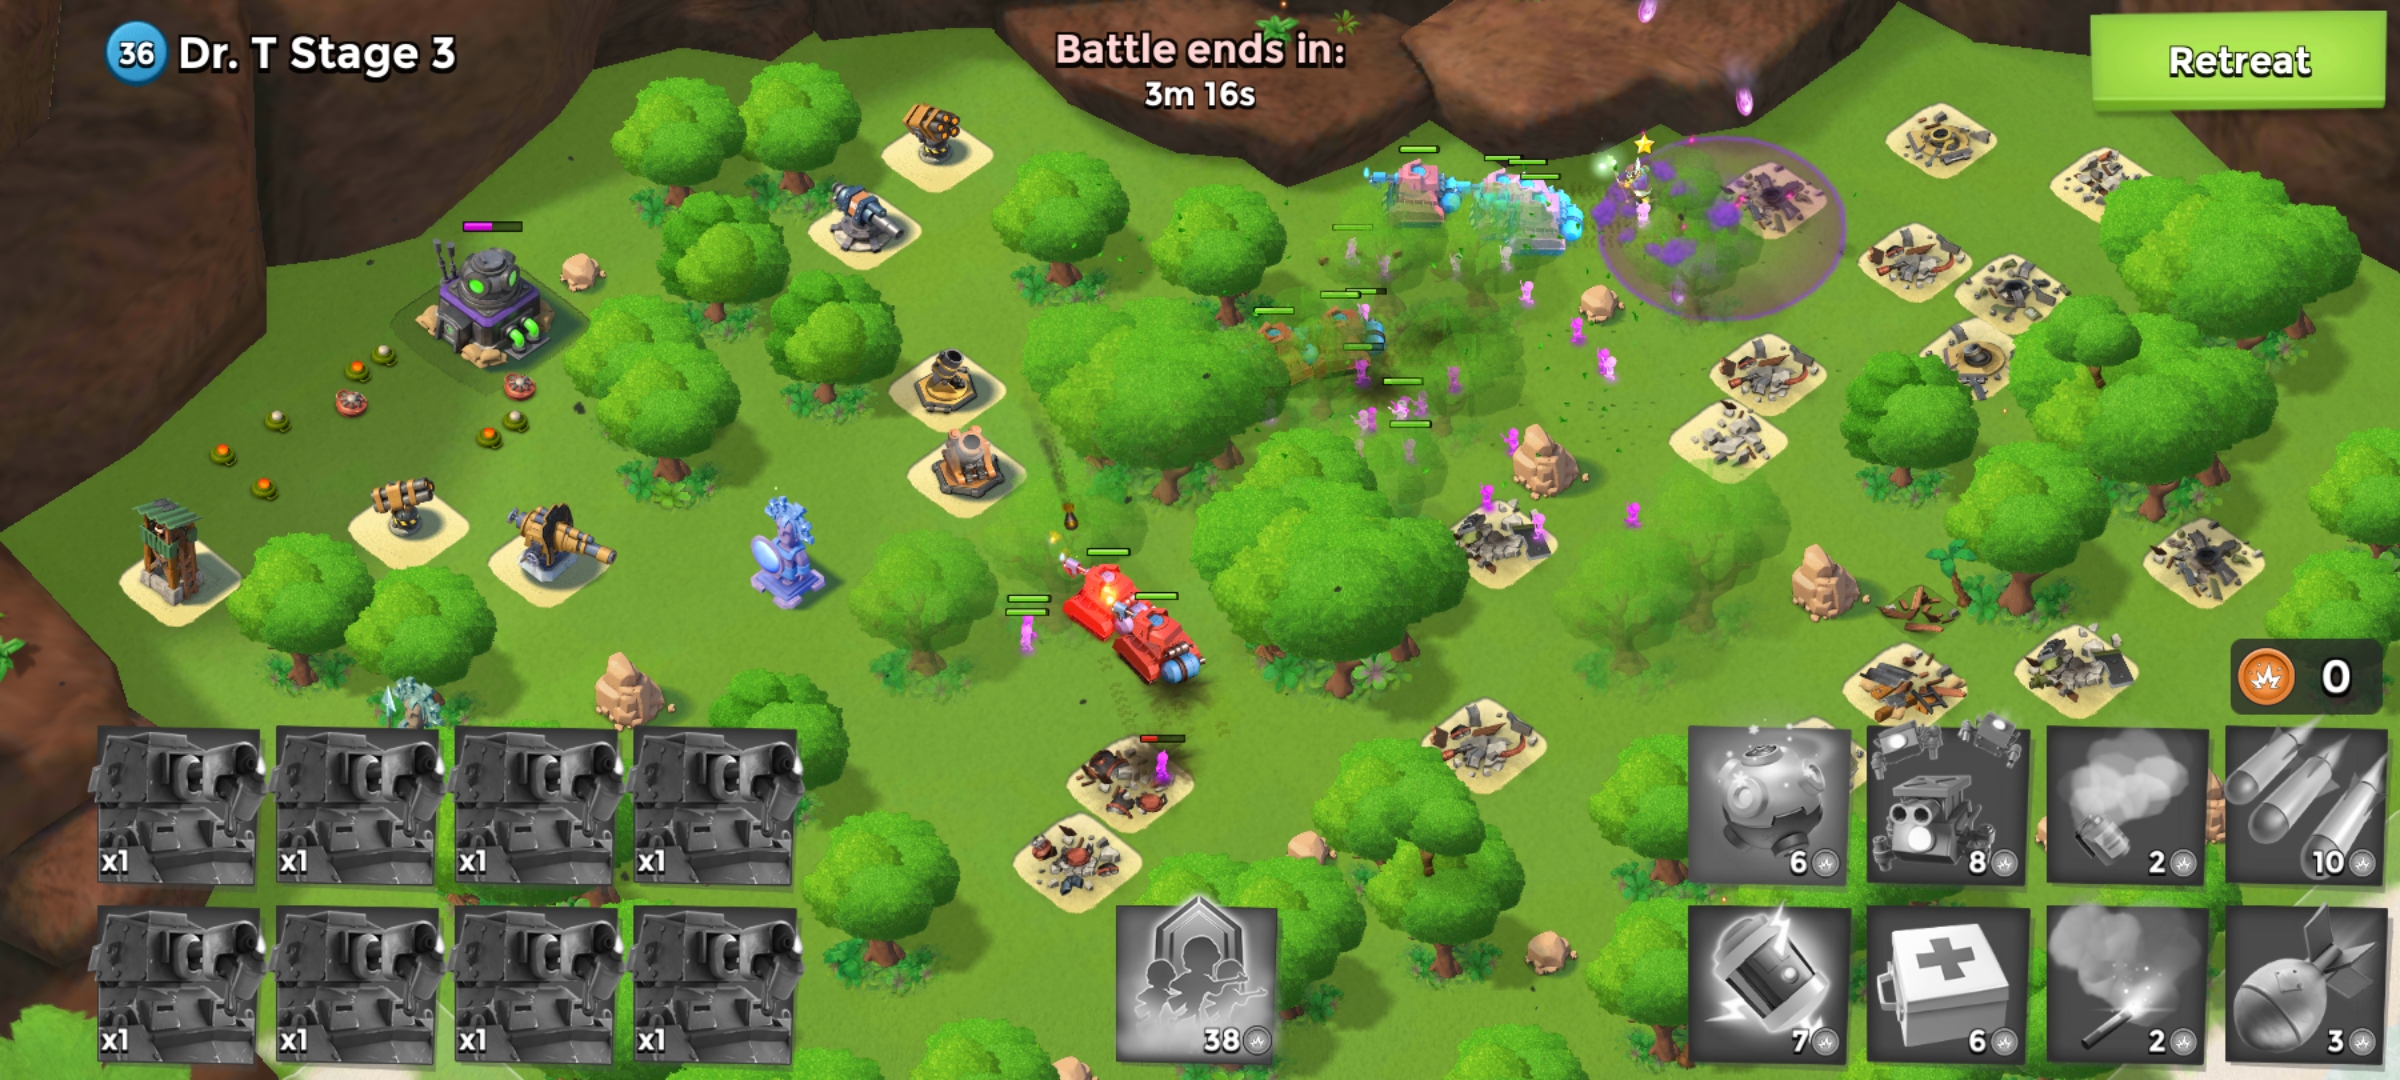 36 Dr. T Stage 3
Battle ends in:
3m 16s
Retreat
0
x1 x1 x1 x1
6 8 2 10
x1 x1 x1 x1
38
7 6 2 3